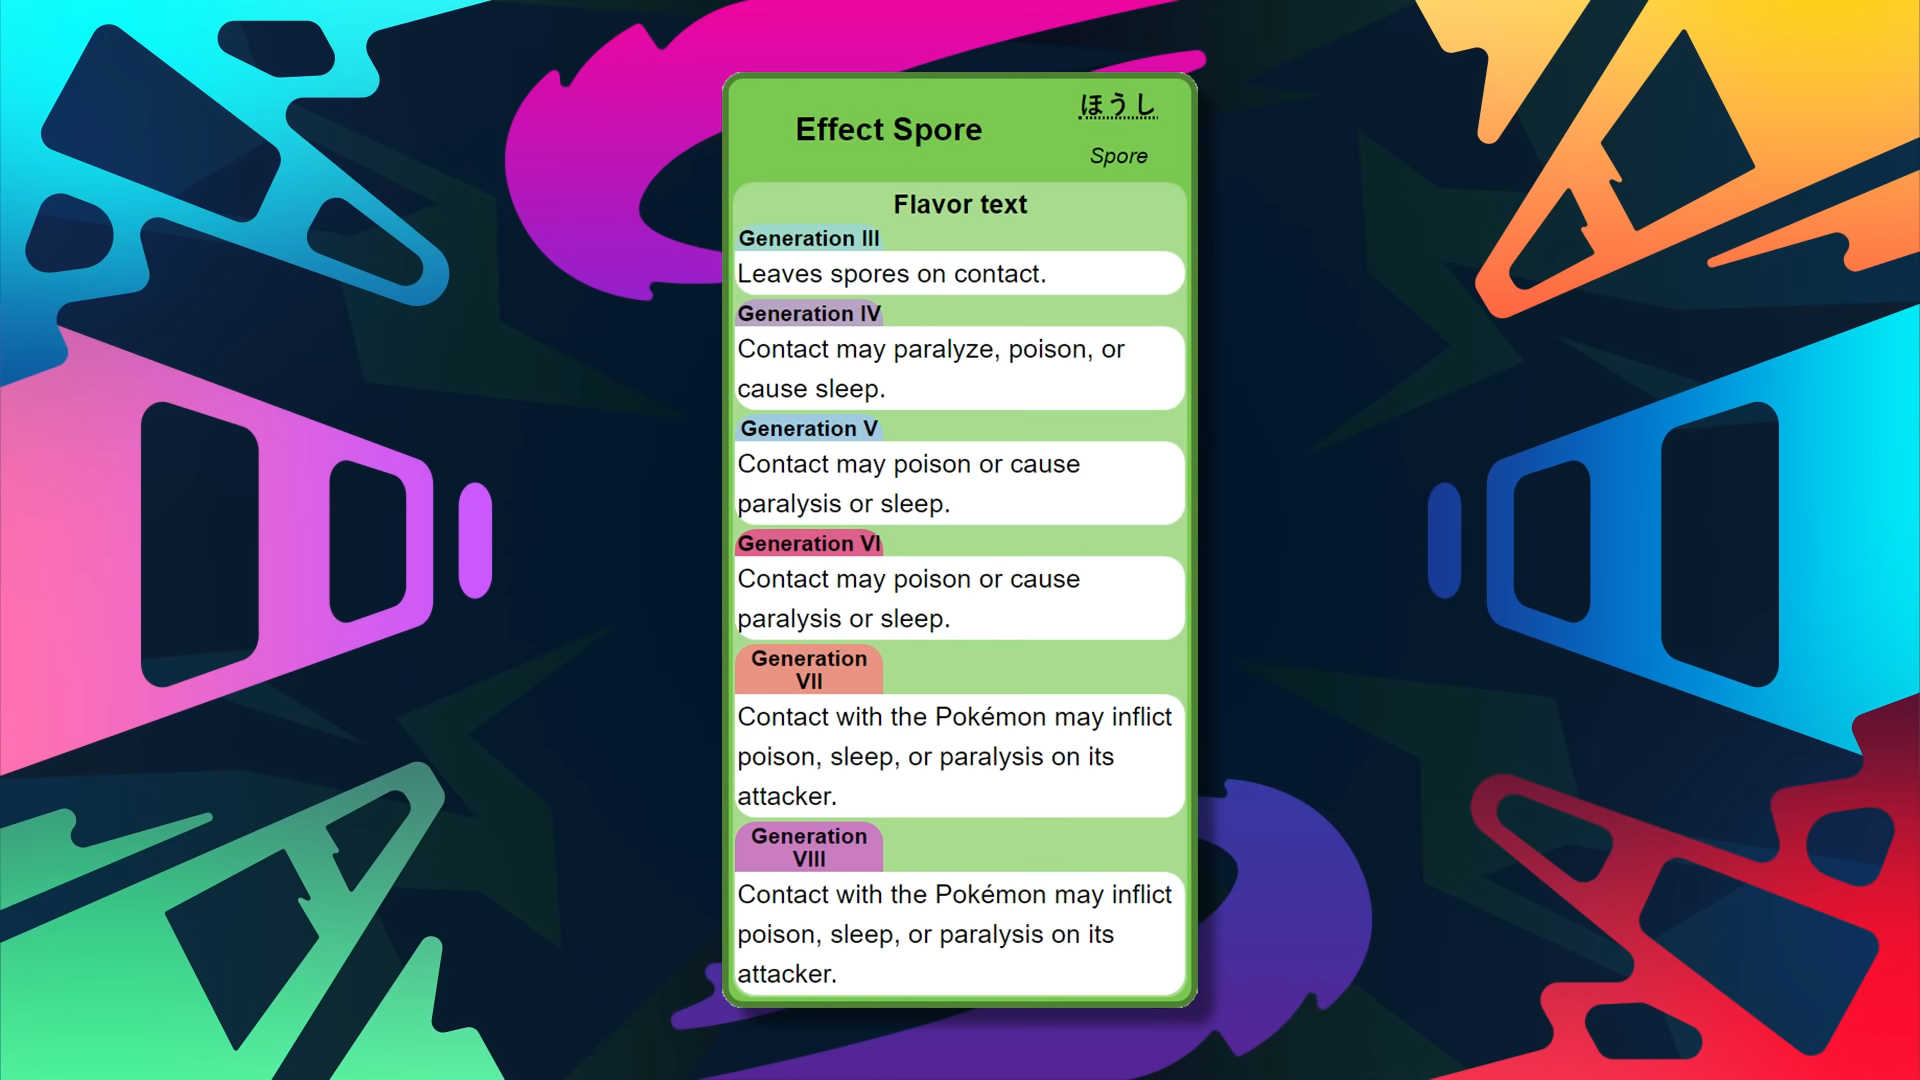 Effect Spore
ほうし
Spore
Flavor text
Generation III
Leaves spores on contact.
Generation IV
Contact may paralyze, poison, or
cause sleep.
Generation V
Contact may poison or cause
paralysis or sleep.
Generation VI
Contact may poison or cause
paralysis or sleep.
Generation
VII
Contact with the Pokémon may inflict
poison, sleep, or paralysis on its
attacker.
Generation
VIII
Contact with the Pokémon may inflict
poison, sleep, or paralysis on its
attacker.